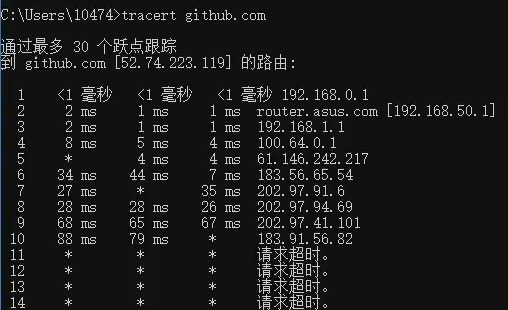 C:\Users\10474>tracert github.com
通过最多 30 个跃点跟踪
到 github.com [52.74.223.119] 的路由:
1 <1 毫秒 <1 毫秒 <1 毫秒 192.168.0.1
2 2 ms 1 ms 1 ms router.asus.com [192.168.50.1]
3 2 ms 1 ms 1 ms 192.168.1.1
4 8 ms 5 ms 4 ms 100.64.0.1
5 * 4 ms 4 ms 61.146.242.217
6 34 ms 44 ms 7 ms 183.56.65.54
7 27 ms * 35 ms 202.97.91.6
8 28 ms 28 ms 26 ms 202.97.94.69
9 68 ms 65 ms 67 ms 202.97.41.101
10 88 ms 79 ms * 183.91.56.82
11 * * * 请求超时。
12 * * * 请求超时。
13 * * * 请求超时。
14 * * * 请求超时。